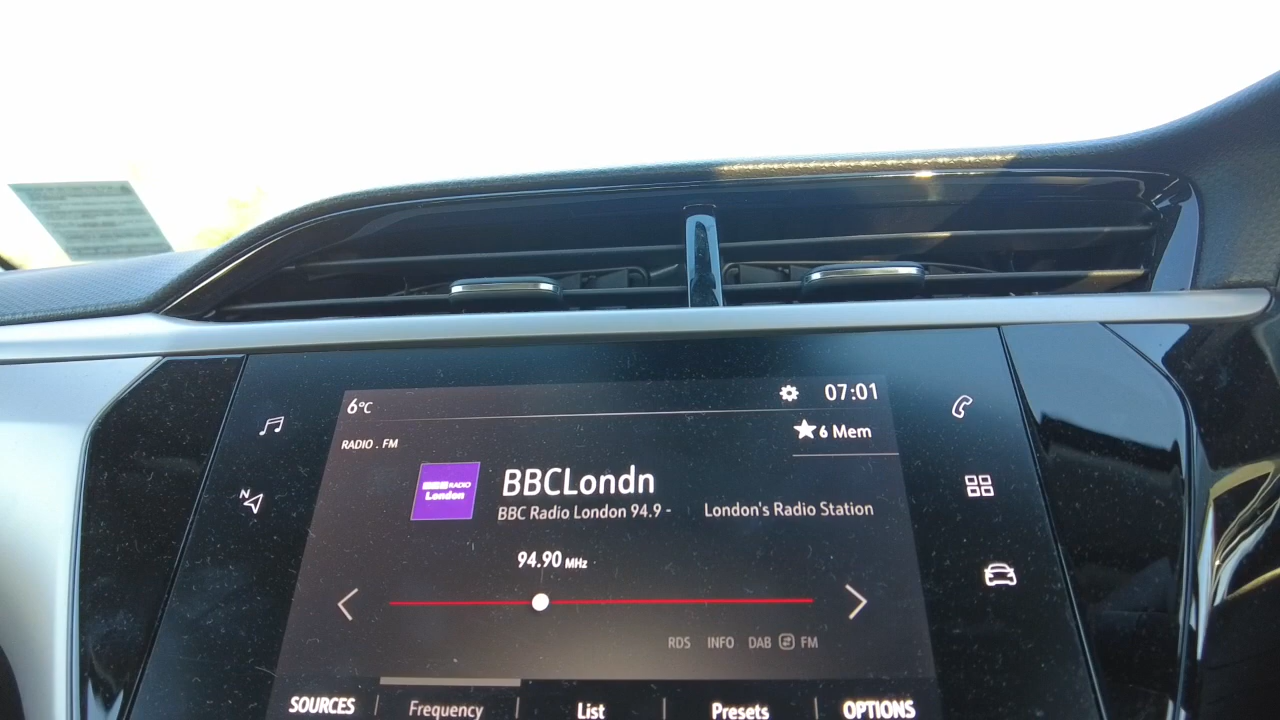 6°C
07:01
RADIO . FM
6 Mem
N
BBC RADIO
London
BBCLondn
BBC Radio London 94.9 - London's Radio Station
94.90 MHz
RDS INFO DAB FM
SOURCES Frequency List Presets OPTIONS